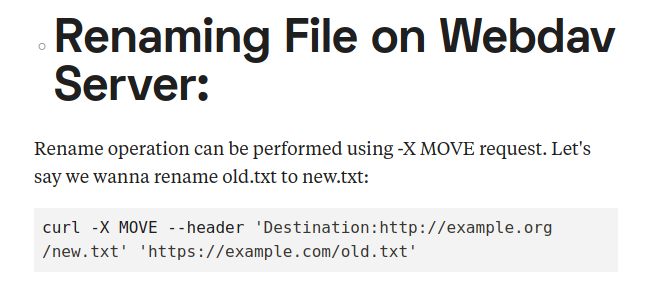 Renaming File on Webdav
Server:
Rename operation can be performed using -X MOVE request. Let's
say we wanna rename old.txt to new.txt:
curl -X MOVE --header 'Destination:http://example.org
/new.txt' 'https://example.com/old.txt'